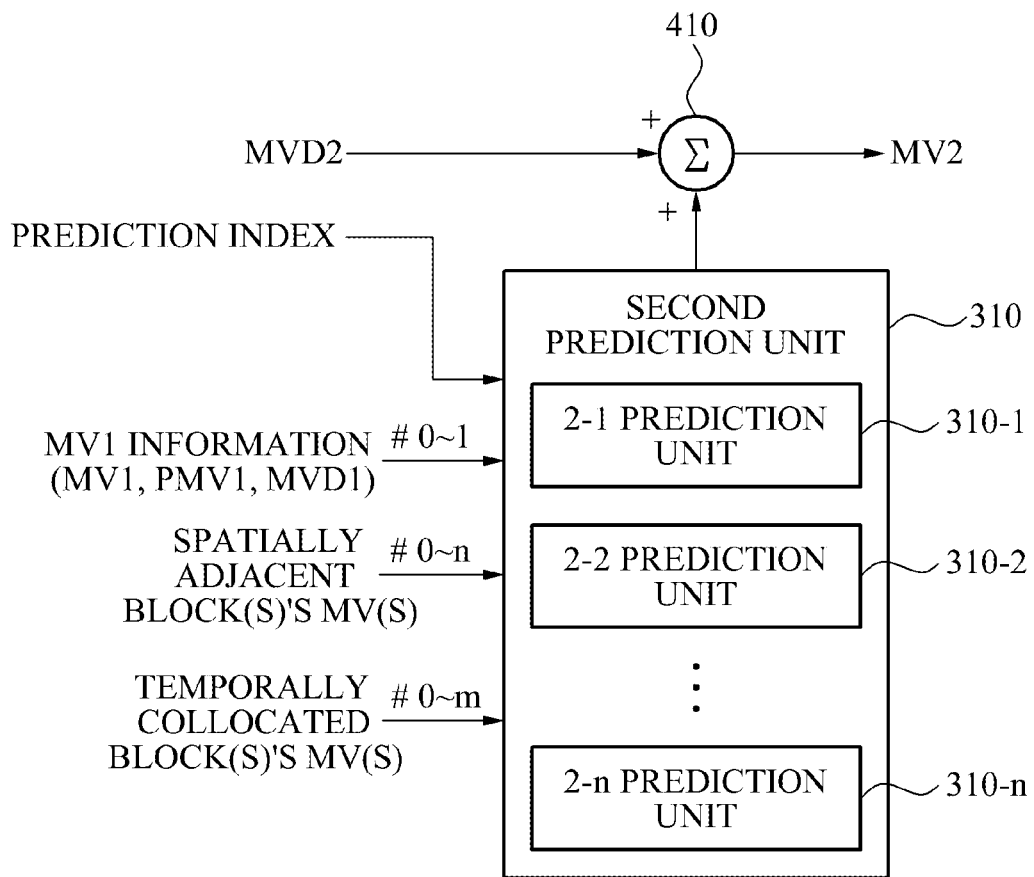 410
+
MVD2
Σ
MV2
+
PREDICTION INDEX
SECOND
PREDICTION UNIT
310
2-1 PREDICTION
UNIT
310-1
MV1 INFORMATION
(MV1, PMV1, MVD1)
# 0~1
SPATIALLY
ADJACENT
BLOCK(S)'S MV(S)
# 0~n
2-2 PREDICTION
UNIT
310-2
TEMPORALLY
COLLOCATED
BLOCK(S)'S MV(S)
# 0~m
2-n PREDICTION
UNIT
310-n